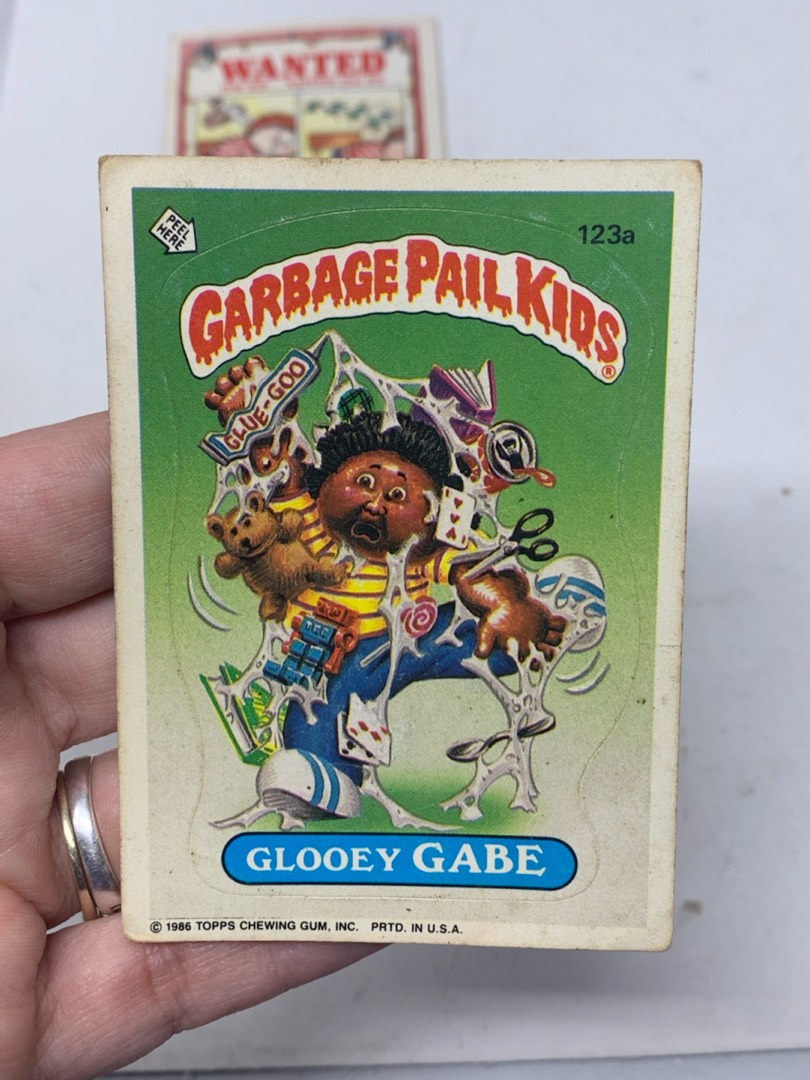 WANTED
PEEL
HERE
123a
GARBAGE PAIL KIDS
®
GLUE-GOO
GLOOEY GABE
© 1986 TOPPS CHEWING GUM, INC. PRTD. IN U.S.A.